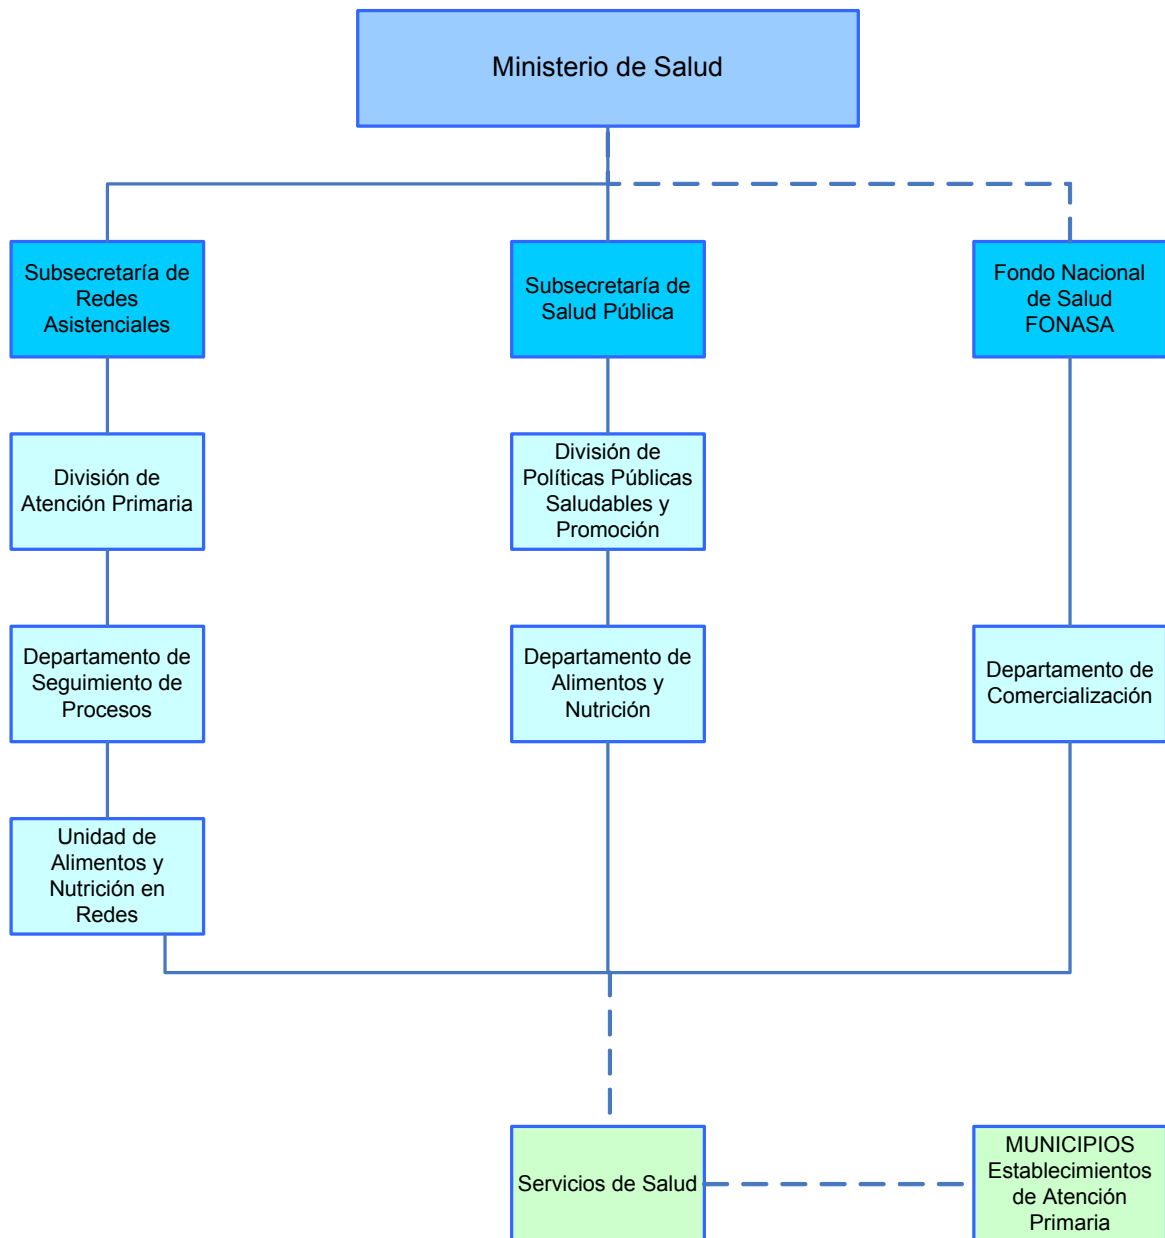 Ministerio de Salud
Subsecretaría de
Redes
Asistenciales
Subsecretaría de
Salud Pública
Fondo Nacional
de Salud
FONASA
División de
Atención Primaria
División de
Políticas Públicas
Saludables y
Promoción
Departamento de
Seguimiento de
Procesos
Departamento de
Alimentos y
Nutrición
Departamento de
Comercialización
Unidad de
Alimentos y
Nutrición en
Redes
Servicios de Salud
MUNICIPIOS
Establecimientos
de Atención
Primaria